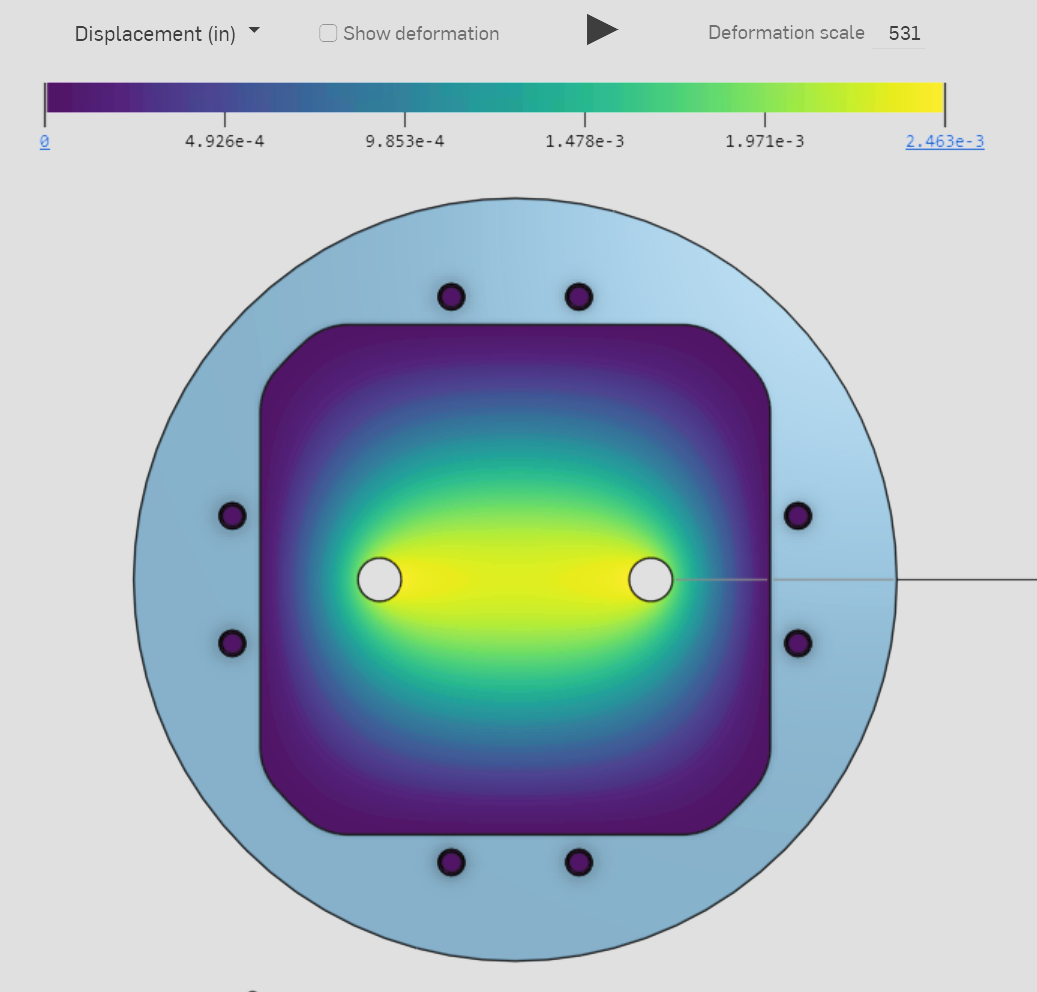 Displacement (in) Show deformation Deformation scale 531
0 4.926e-4 9.853e-4 1.478e-3 1.971e-3 2.463e-3